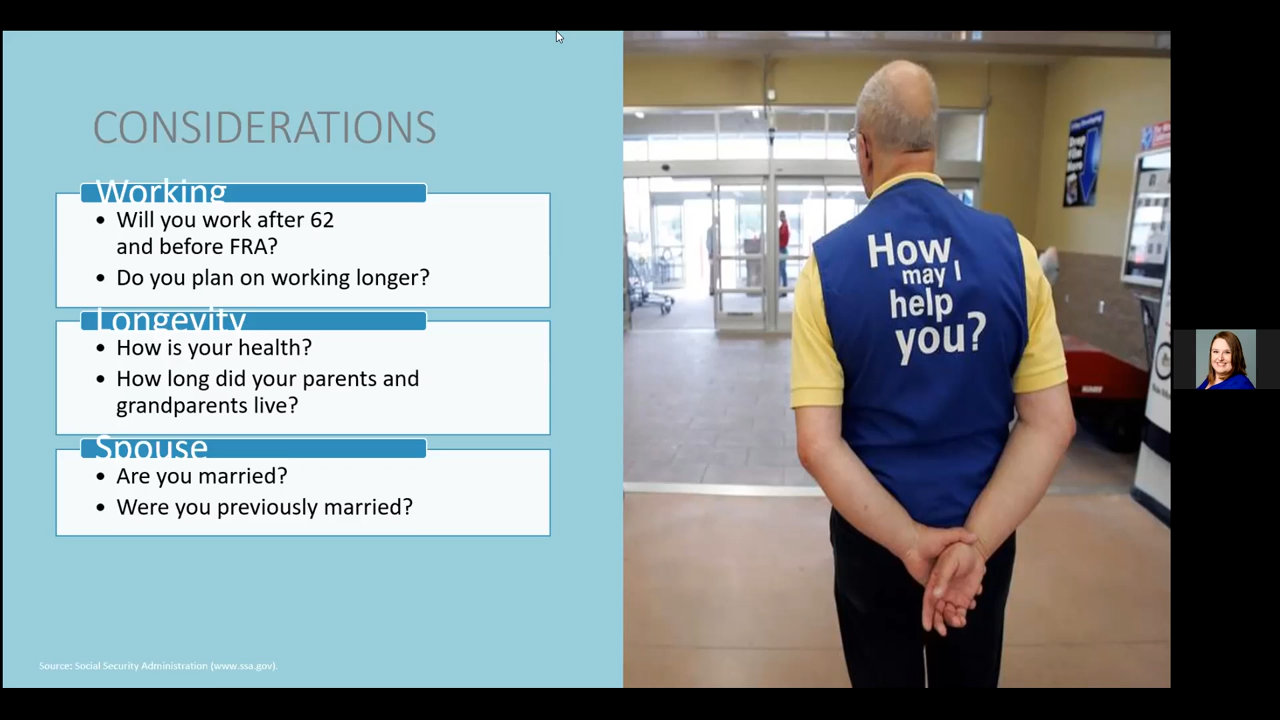 CONSIDERATIONS
Working
• Will you work after 62
and before FRA?
• Do you plan on working longer?
Longevity
• How is your health?
• How long did your parents and
grandparents live?
Spouse
• Are you married?
• Were you previously married?
Source: Social Security Administration (www.ssa.gov).
How
may I
help
you?